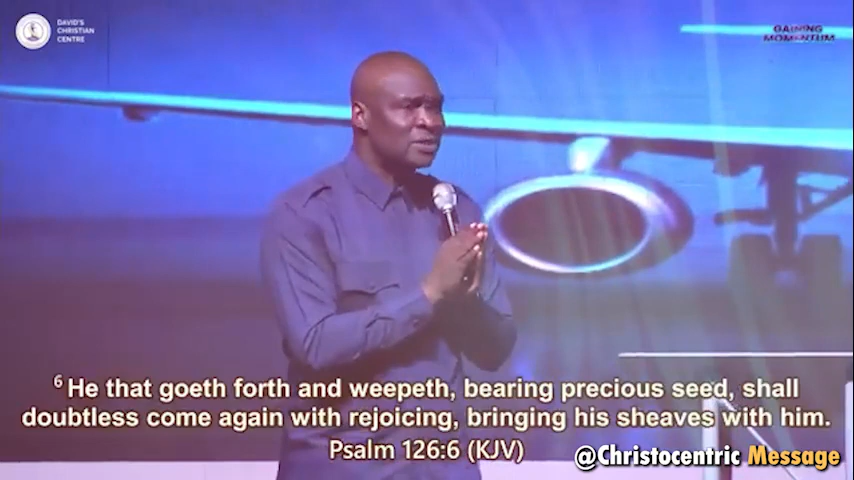 DAVID'S
CHRISTIAN
CENTRE
GAINING
MOMENTUM
6 He that goeth forth and weepeth, bearing precious seed, shall
doubtless come again with rejoicing, bringing his sheaves with him.
Psalm 126:6 (KJV)
@Christocentric Message